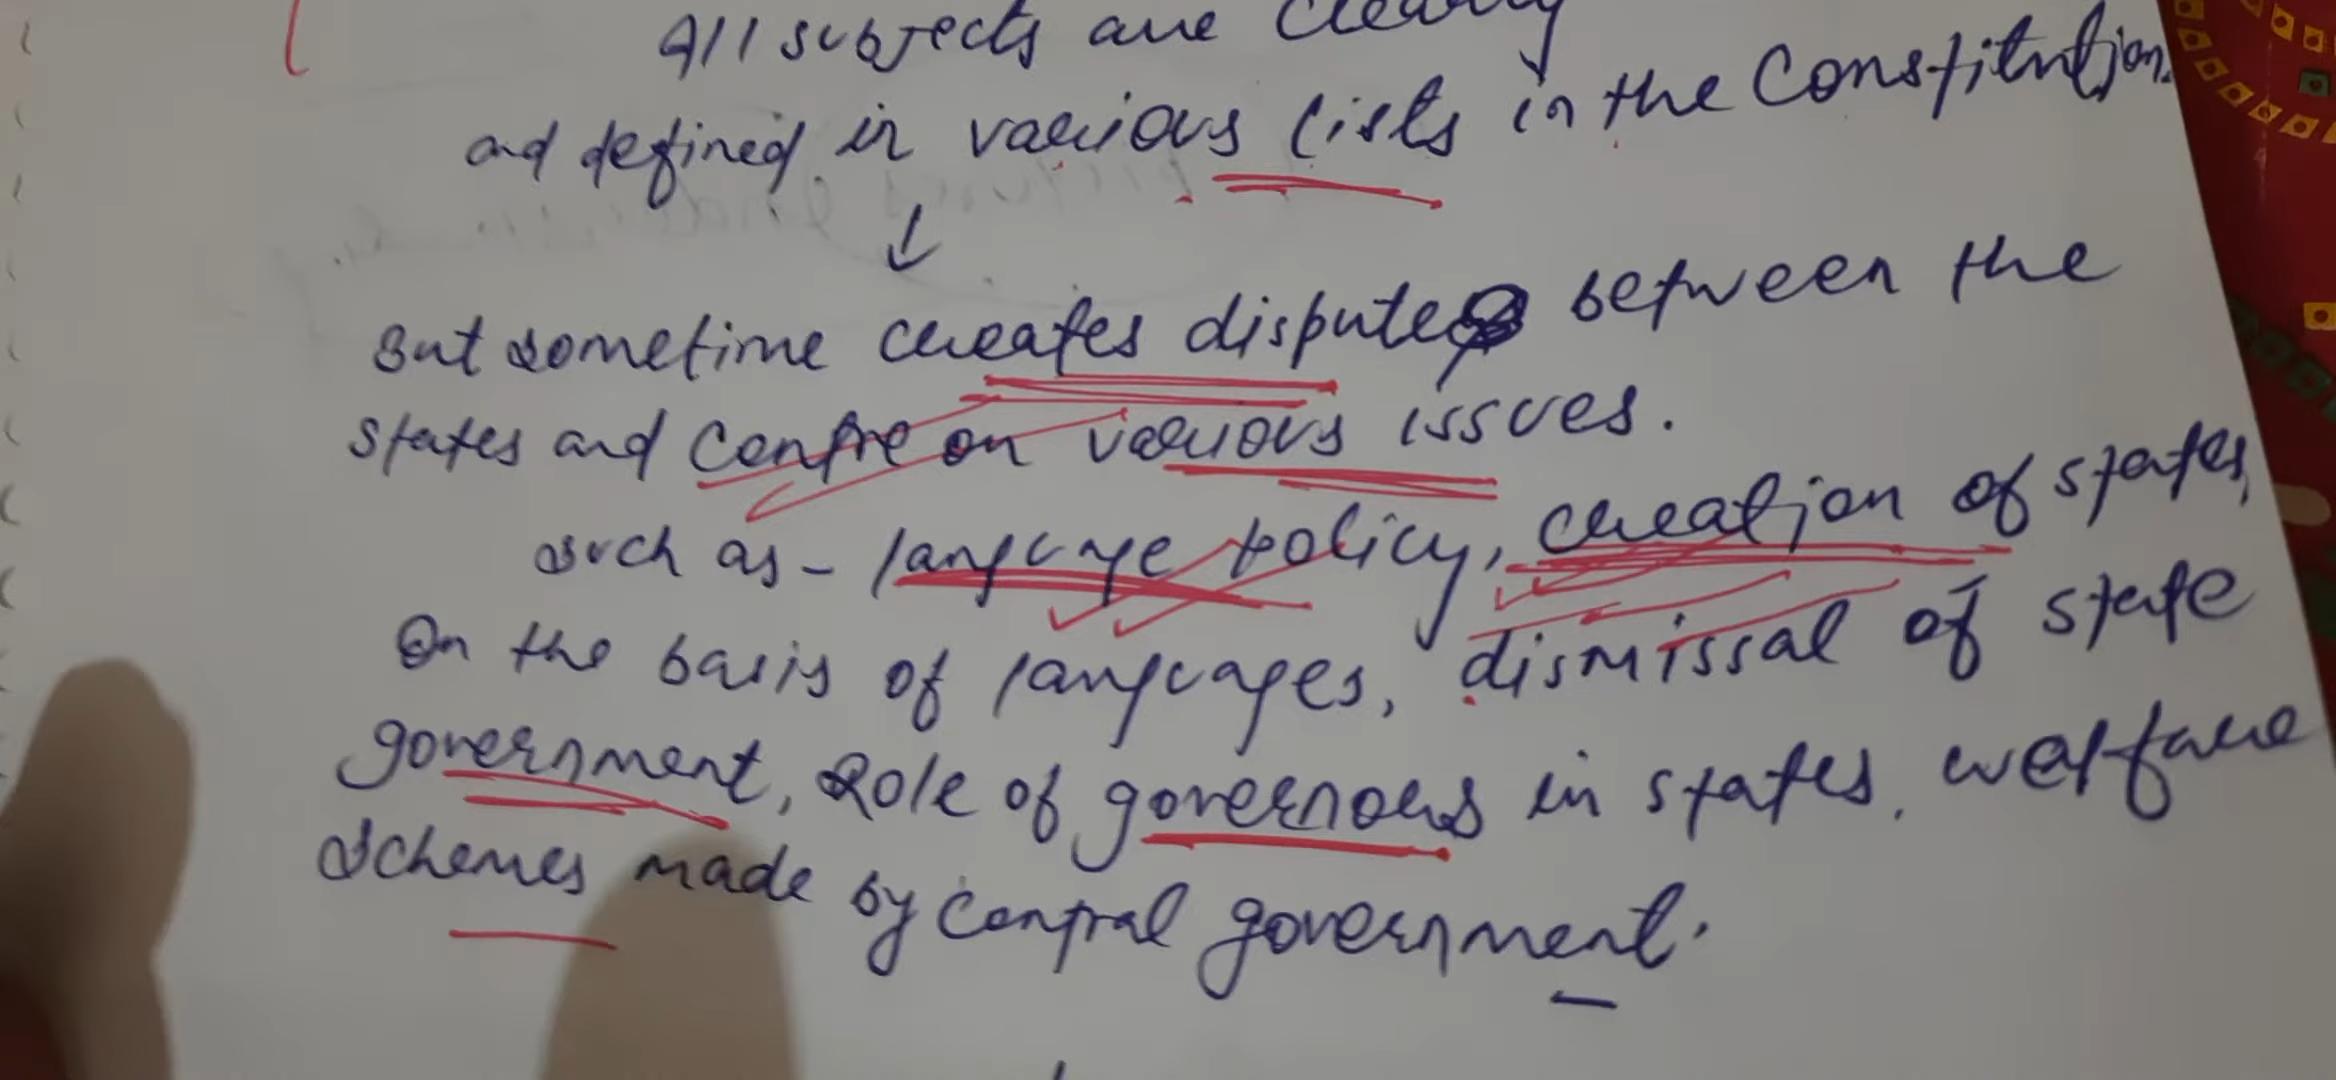 All subjects are clearly
and defined in various lists in the Constitution.
↓
But sometime creates dispute between the
states and Centre on various issues.
such as - language policy, creation of states,
On the basis of languages, dismissal of state
government, Role of governors in states, welfare
schemes made by central government.